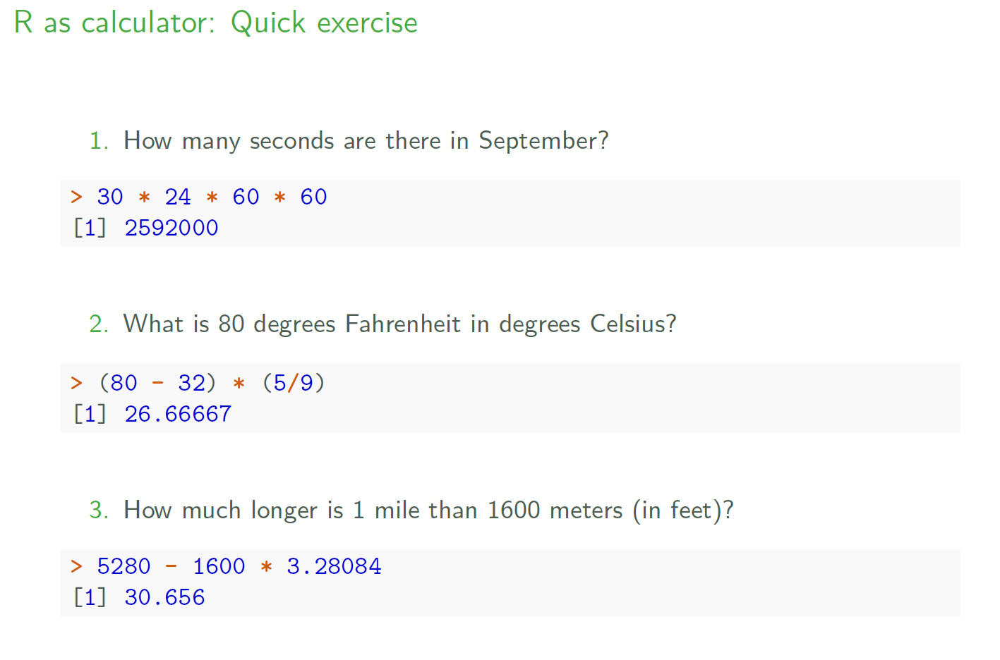 R as calculator: Quick exercise
1. How many seconds are there in September?
> 30 * 24 * 60 * 60
[1] 2592000
2. What is 80 degrees Fahrenheit in degrees Celsius?
> (80 - 32) * (5/9)
[1] 26.66667
3. How much longer is 1 mile than 1600 meters (in feet)?
> 5280 - 1600 * 3.28084
[1] 30.656